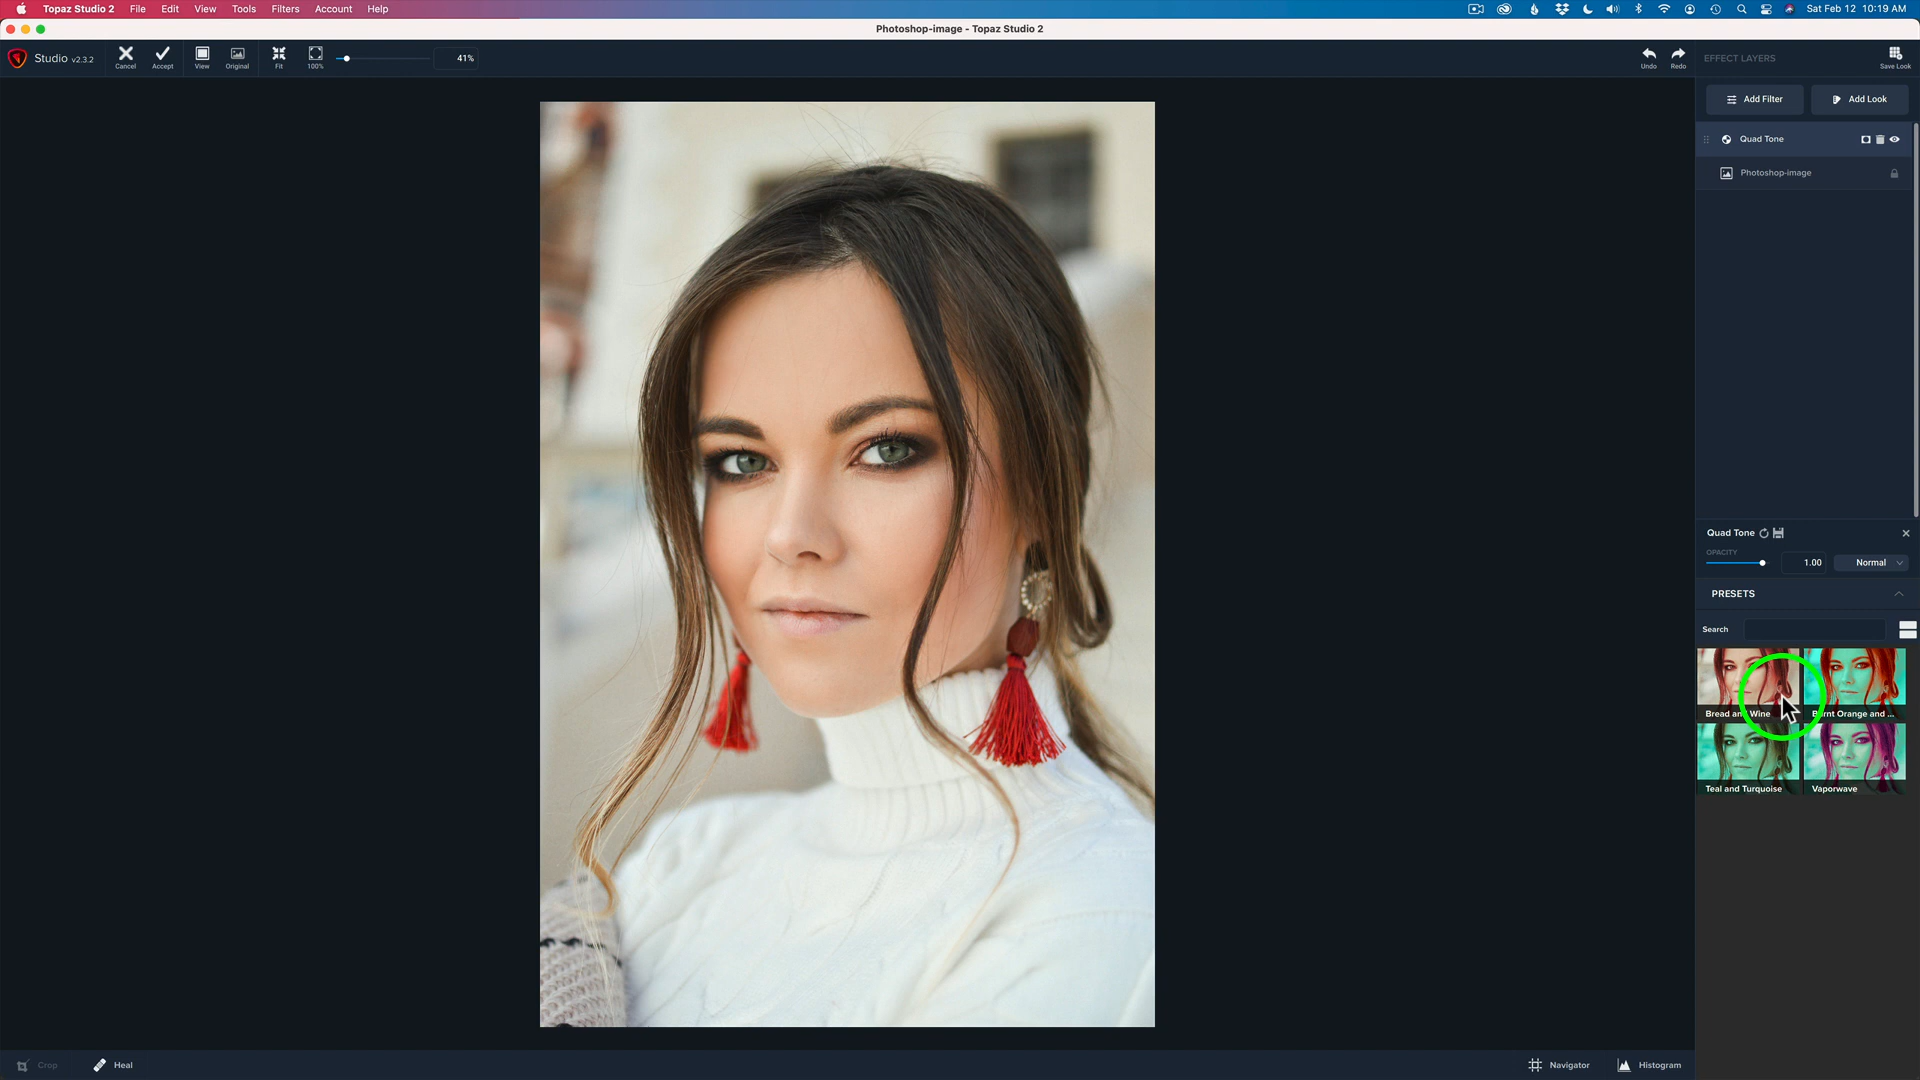 Topaz Studio 2 File Edit View Tools Filters Account Help Sat Feb 12 10:19 AM
Photoshop-image - Topaz Studio 2
Studio v2.3.2 Cancel Accept View Original Fit 100% 41% Undo Redo EFFECT LAYERS Save Look
Add Filter Add Look
Quad Tone
Photoshop-image
Quad Tone
OPACITY
1.00 Normal
PRESETS
Search
Bread and Wine Burnt Orange and ...
Teal and Turquoise Vaporwave
Crop Heal Navigator Histogram